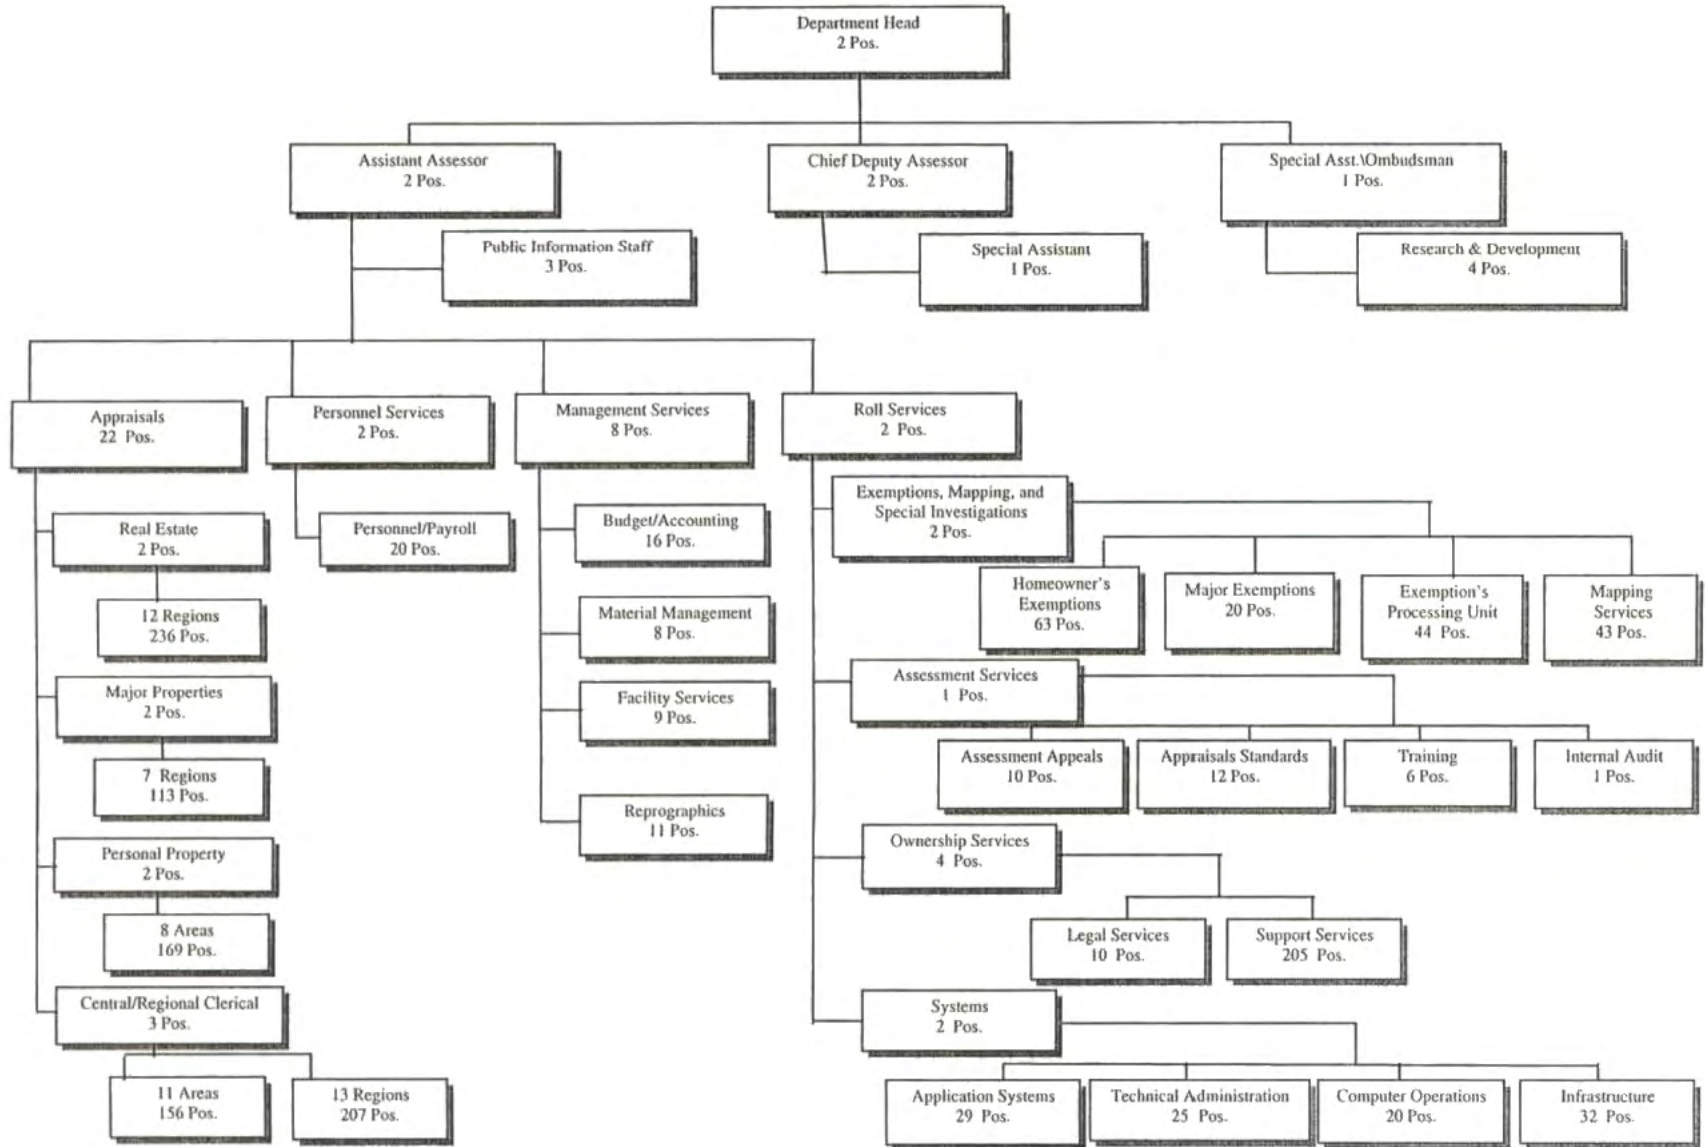 Department Head
2 Pos.
Assistant Assessor
2 Pos.
Chief Deputy Assessor
2 Pos.
Special Asst.\Ombudsman
1 Pos.
Public Information Staff
3 Pos.
Special Assistant
1 Pos.
Research & Development
4 Pos.
Appraisals
22 Pos.
Personnel Services
2 Pos.
Management Services
8 Pos.
Roll Services
2 Pos.
Real Estate
2 Pos.
12 Regions
236 Pos.
Major Properties
2 Pos.
7 Regions
113 Pos.
Personal Property
2 Pos.
8 Areas
169 Pos.
Central/Regional Clerical
3 Pos.
11 Areas
156 Pos.
13 Regions
207 Pos.
Personnel/Payroll
20 Pos.
Budget/Accounting
16 Pos.
Material Management
8 Pos.
Facility Services
9 Pos.
Reprographics
11 Pos.
Exemptions, Mapping, and
Special Investigations
2 Pos.
Homeowner's
Exemptions
63 Pos.
Major Exemptions
20 Pos.
Exemption's
Processing Unit
44 Pos.
Mapping
Services
43 Pos.
Assessment Services
1 Pos.
Assessment Appeals
10 Pos.
Appraisals Standards
12 Pos.
Training
6 Pos.
Internal Audit
1 Pos.
Ownership Services
4 Pos.
Legal Services
10 Pos.
Support Services
205 Pos.
Systems
2 Pos.
Application Systems
29 Pos.
Technical Administration
25 Pos.
Computer Operations
20 Pos.
Infrastructure
32 Pos.